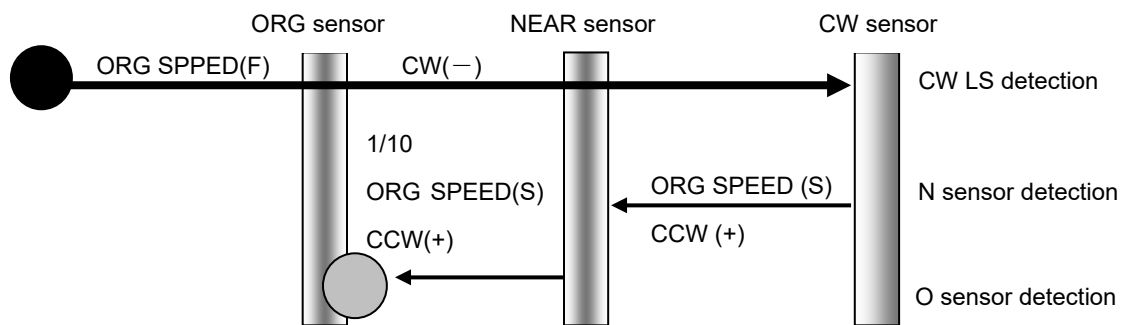 ORG sensor
NEAR sensor
CW sensor
ORG SPPED(F)
CW(－)
CW LS detection
1/10
ORG SPEED(S)
CCW(+)
ORG SPEED (S)
CCW (+)
N sensor detection
O sensor detection